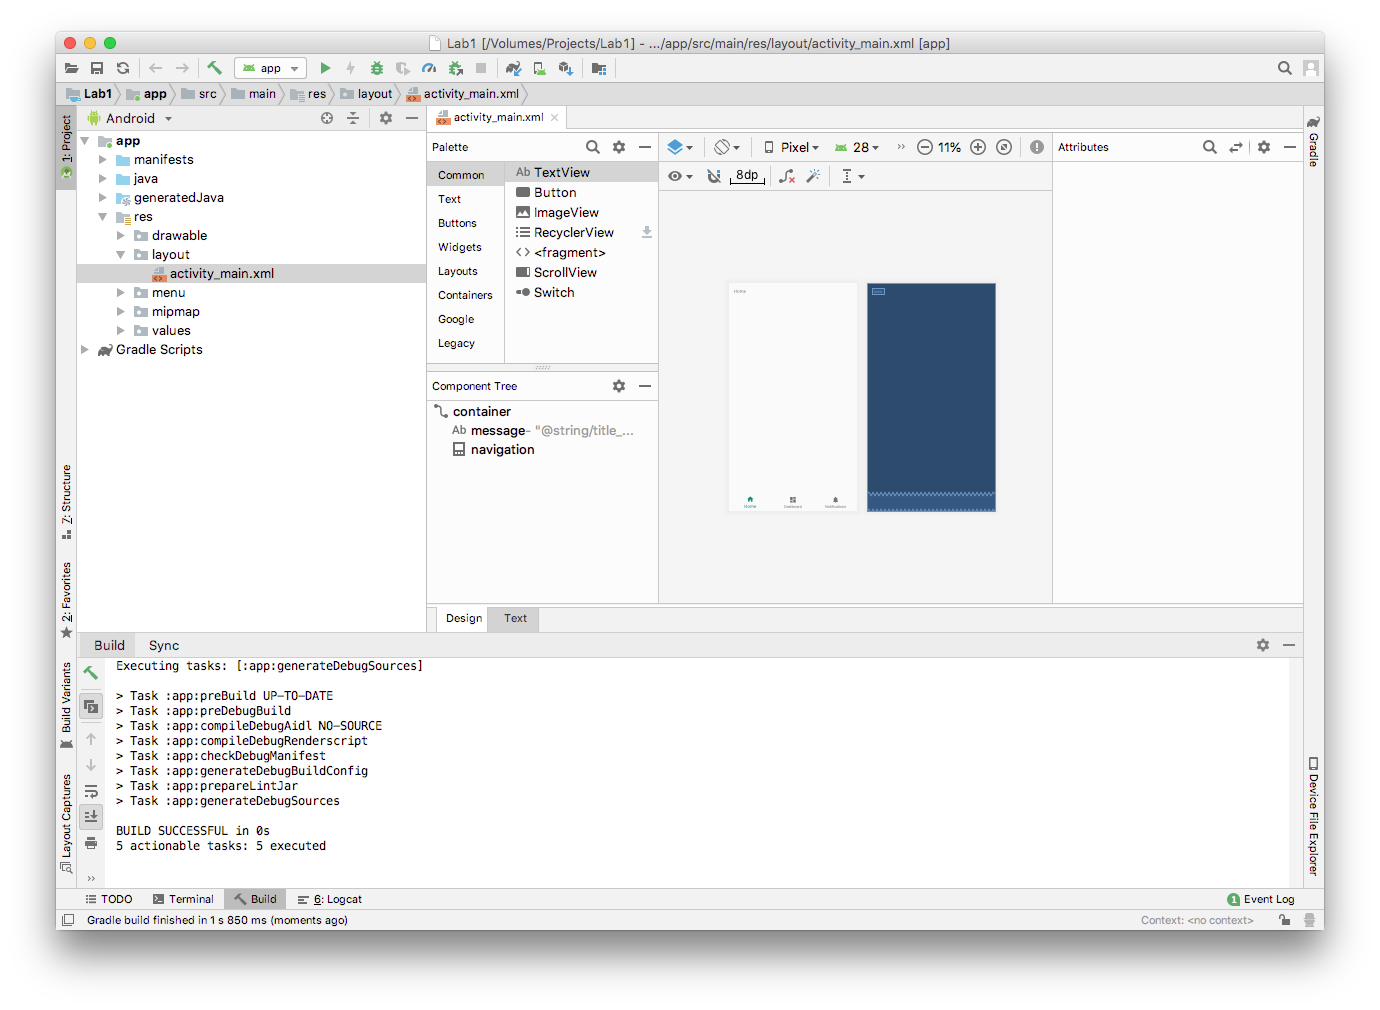 Lab1 [/Volumes/Projects/Lab1] - .../app/src/main/res/layout/activity_main.xml [app]
app
Lab1 app src main res layout activity_main.xml
1: Project
7: Structure
2: Favorites
Build Variants
Layout Captures
Android
app
manifests
java
generatedJava
res
drawable
layout
activity_main.xml
menu
mipmap
values
Gradle Scripts
activity_main.xml
Palette
Common
Text
Buttons
Widgets
Layouts
Containers
Google
Legacy
Ab TextView
Button
ImageView
RecyclerView
<fragment>
ScrollView
Switch
Component Tree
container
Ab message- "@string/title_...
navigation
Pixel 28 >> 11%
8dp
Home
Home Dashboard Notifications
Attributes
Gradle
Device File Explorer
Design Text
Build Sync
Executing tasks: [:app:generateDebugSources]
> Task :app:preBuild UP-TO-DATE
> Task :app:preDebugBuild
> Task :app:compileDebugAidl NO-SOURCE
> Task :app:compileDebugRenderscript
> Task :app:checkDebugManifest
> Task :app:generateDebugBuildConfig
> Task :app:prepareLintJar
> Task :app:generateDebugSources
BUILD SUCCESSFUL in 0s
5 actionable tasks: 5 executed
>>
TODO Terminal Build 6: Logcat 1 Event Log
Gradle build finished in 1 s 850 ms (moments ago) Context: <no context>